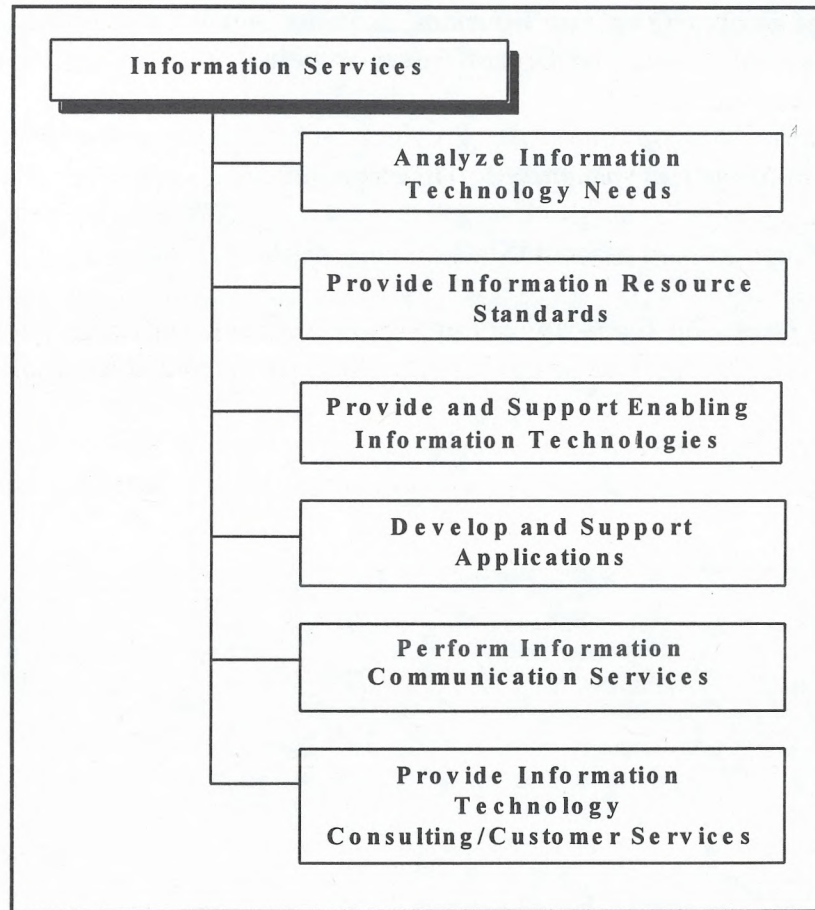 Information Services
Analyze Information
Technology Needs
Provide Information Resource
Standards
Provide and Support Enabling
Information Technologies
Develop and Support
Applications
Perform Information
Communication Services
Provide Information
Technology
Consulting/Customer Services